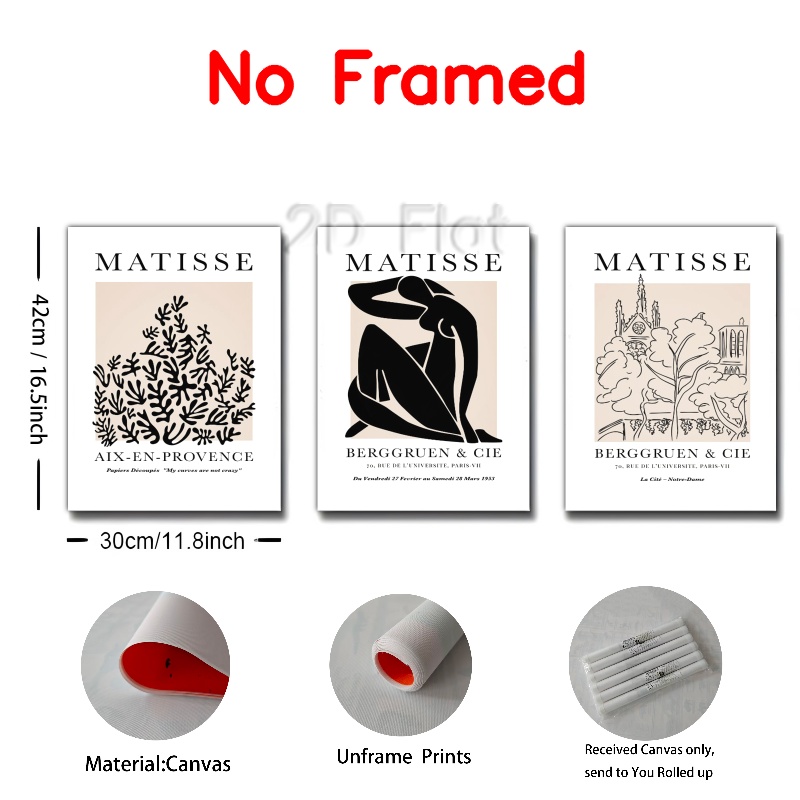 No Framed
2D Flat
MATISSE
AIX-EN-PROVENCE
Papiers Découpés "My curves are not crazy"
MATISSE
BERGGRUEN & CIE
70, RUE DE L'UNIVERSITE, PARIS-VII
Du Vendredi 27 Fevrier au Samedi 28 Mars 1953
MATISSE
BERGGRUEN & CIE
70, RUE DE L'UNIVERSITE, PARIS-VII
La Cité – Notre-Dame
42cm / 16.5inch
30cm/11.8inch
Material:Canvas
Unframe Prints
Received Canvas only,
send to You Rolled up